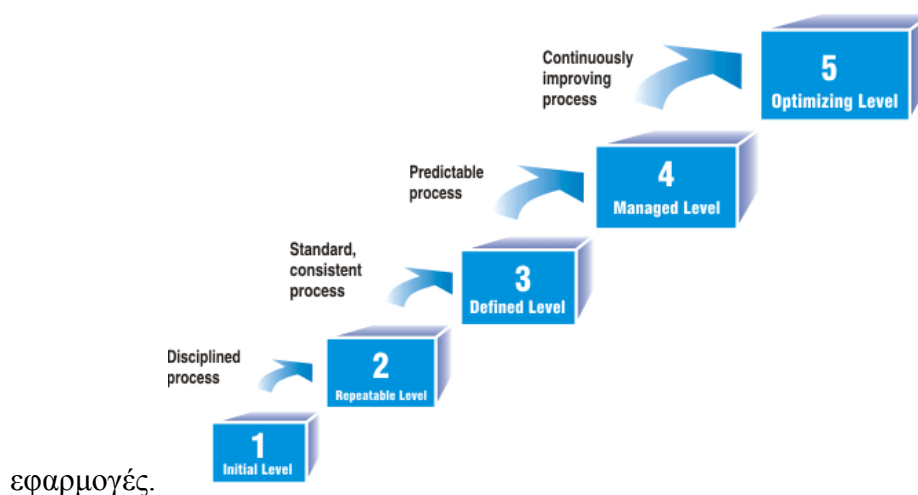 Continuously
improving
process
5
Optimizing Level
Predictable
process
4
Managed Level
Standard,
consistent
process
3
Defined Level
Disciplined
process
2
Repeatable Level
1
Initial Level
εφαρμογές.